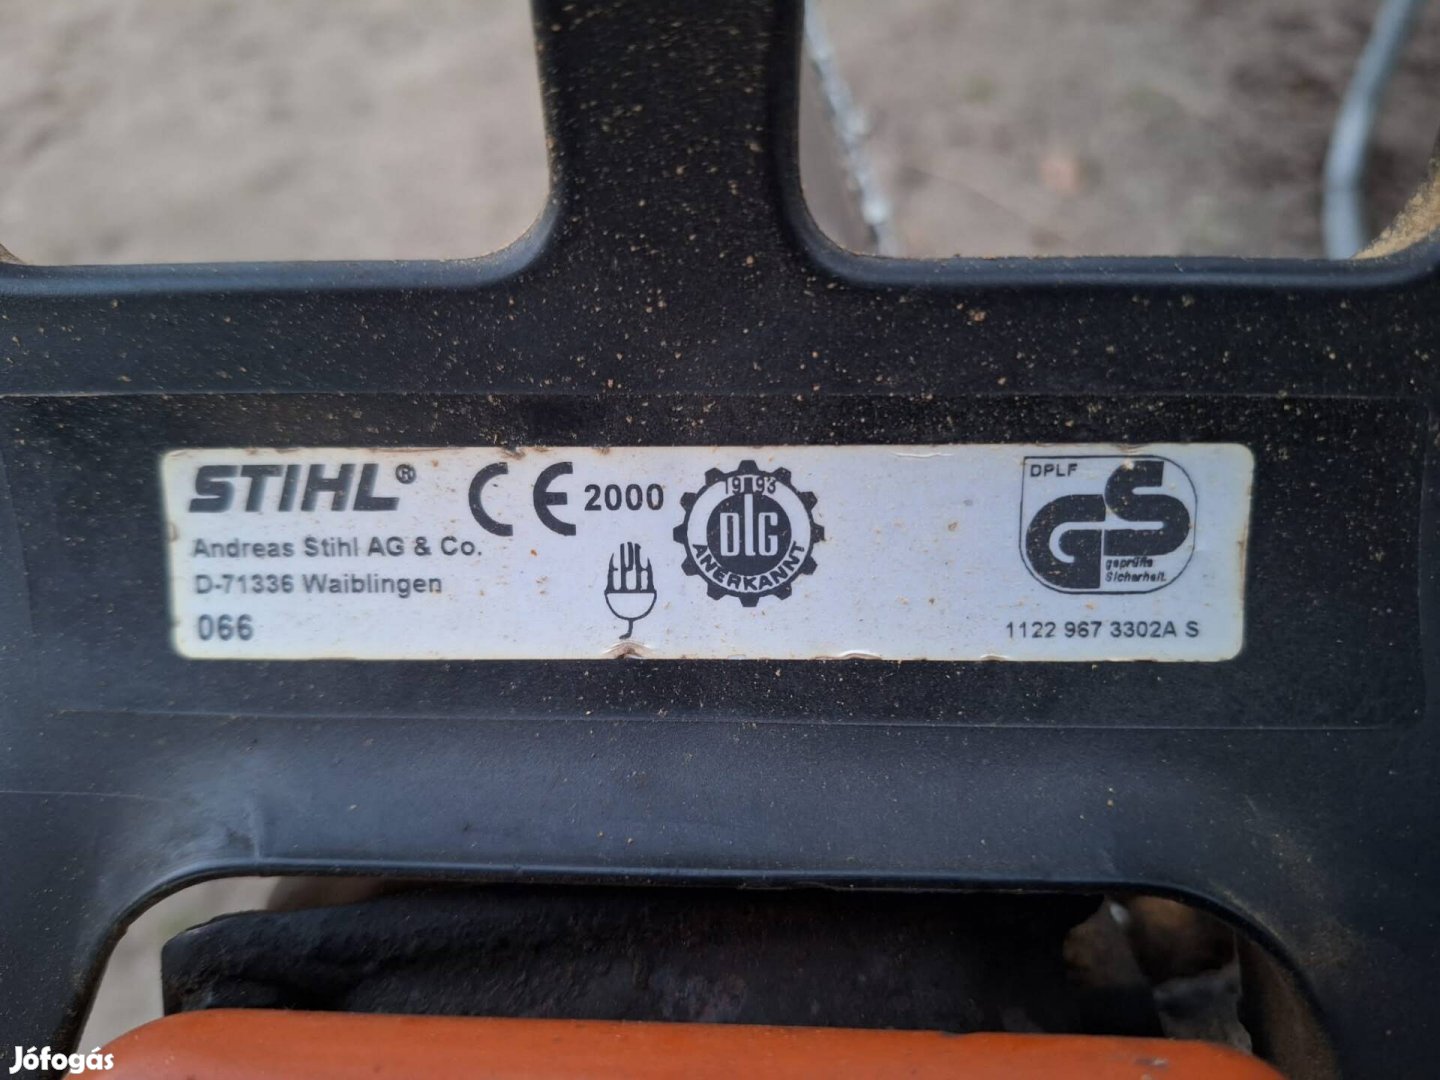 STIHL®
Andreas Stihl AG & Co.
D-71336 Waiblingen
066
CE 2000
FPA
1993
DLG
ANERKANNT
DPLF
GS
geprüfte
Sicherheit.
1122 967 3302A S
Jófogás